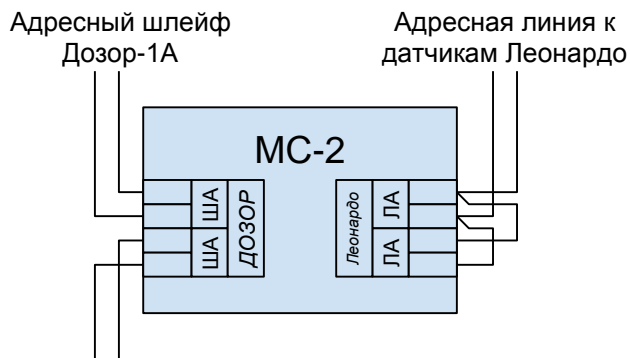 Адресный шлейф
Дозор-1А
Адресная линия к
датчикам Леонардо
МС-2
ША
ША
ДОЗОР
Леонардо
ЛА
ЛА